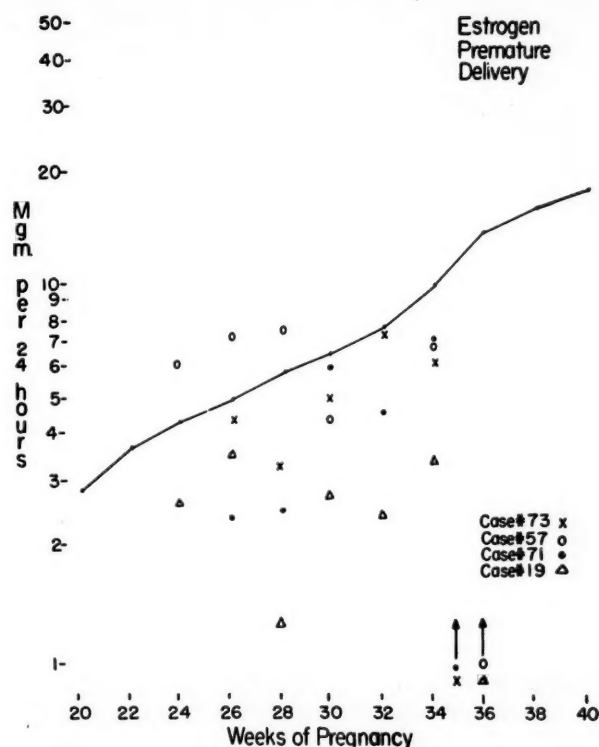 Estrogen
Premature
Delivery
50-
40-
30-
20-
10-
9-
8-
7-
6-
5-
4-
3-
2-
1-
Mgm. per 24 hours
Case#73 x
Case#57 o
Case#71 •
Case#19 Δ
20 22 24 26 28 30 32 34 36 38 40
Weeks of Pregnancy